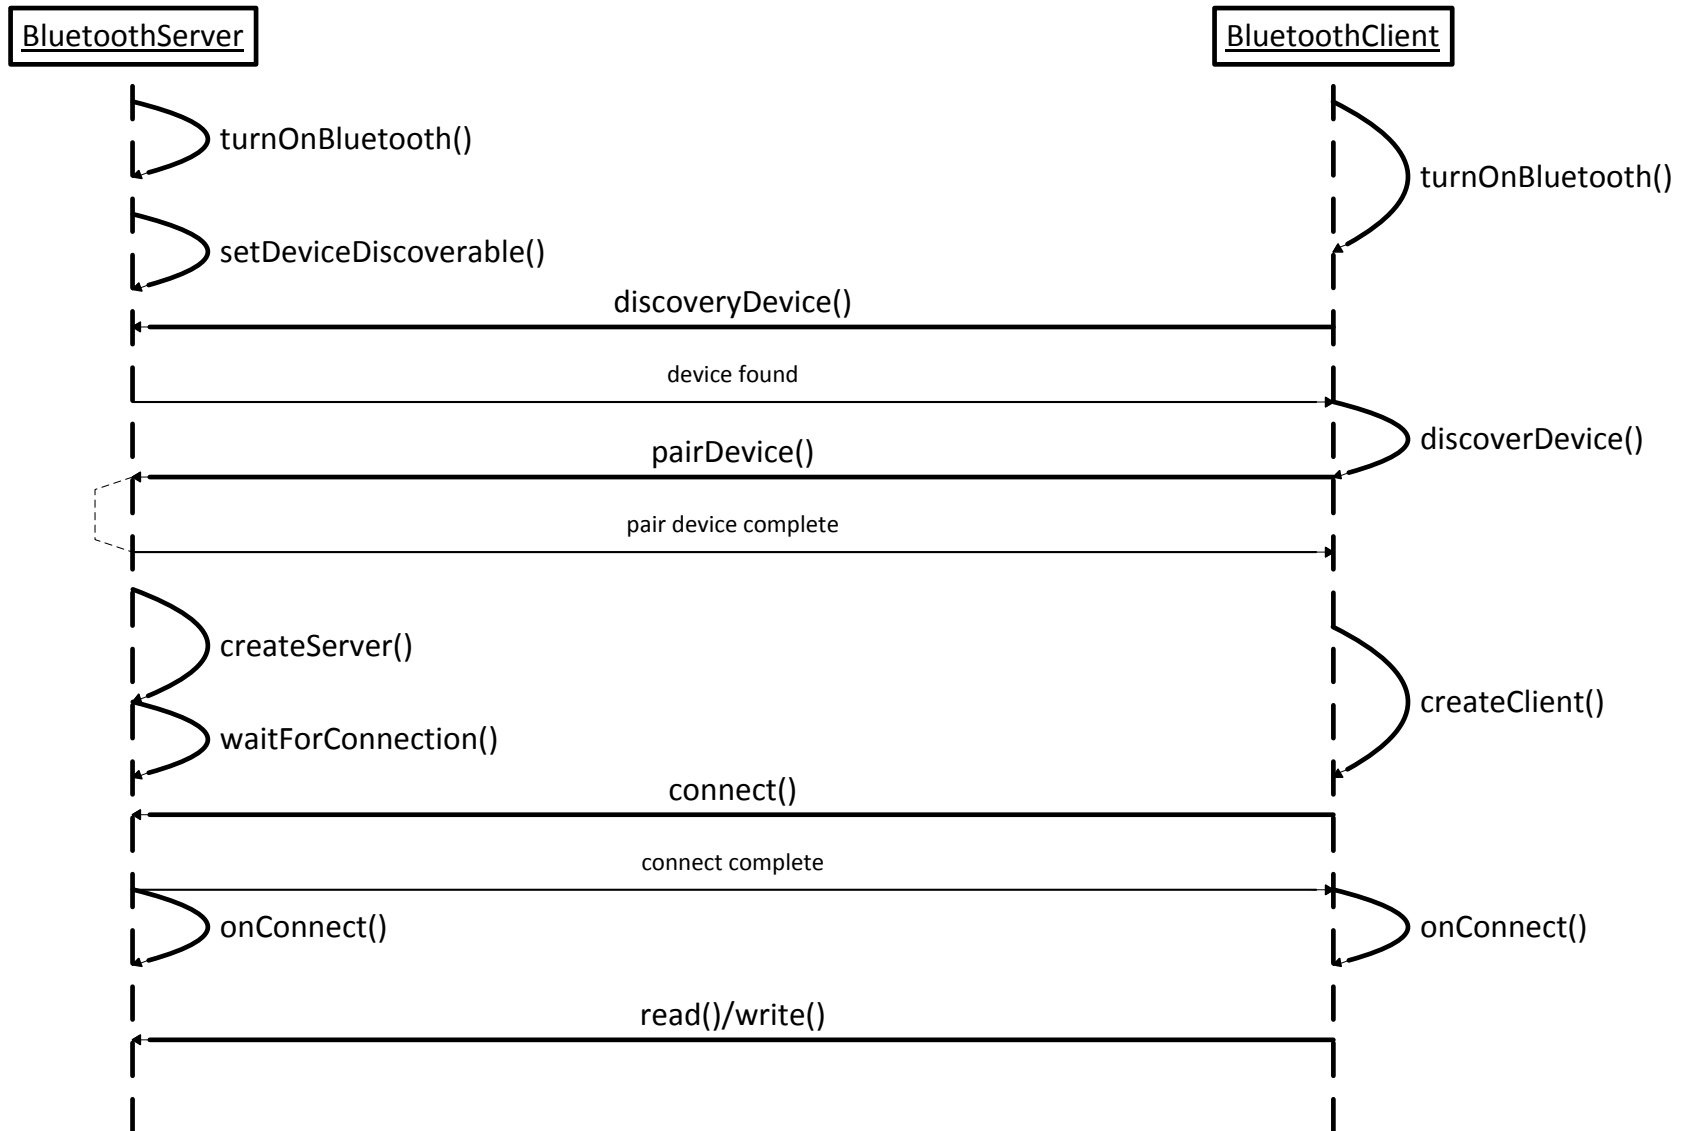 BluetoothServer
BluetoothClient
turnOnBluetooth()
turnOnBluetooth()
setDeviceDiscoverable()
discoveryDevice()
device found
discoverDevice()
pairDevice()
pair device complete
createServer()
createClient()
waitForConnection()
connect()
connect complete
onConnect()
onConnect()
read()/write()